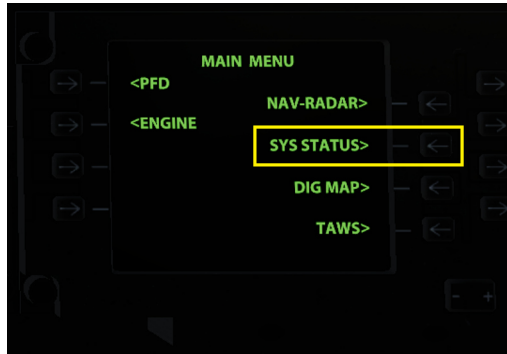 MAIN MENU
<PFD
NAV-RADAR>
<ENGINE
SYS STATUS>
DIG MAP>
TAWS>
- +